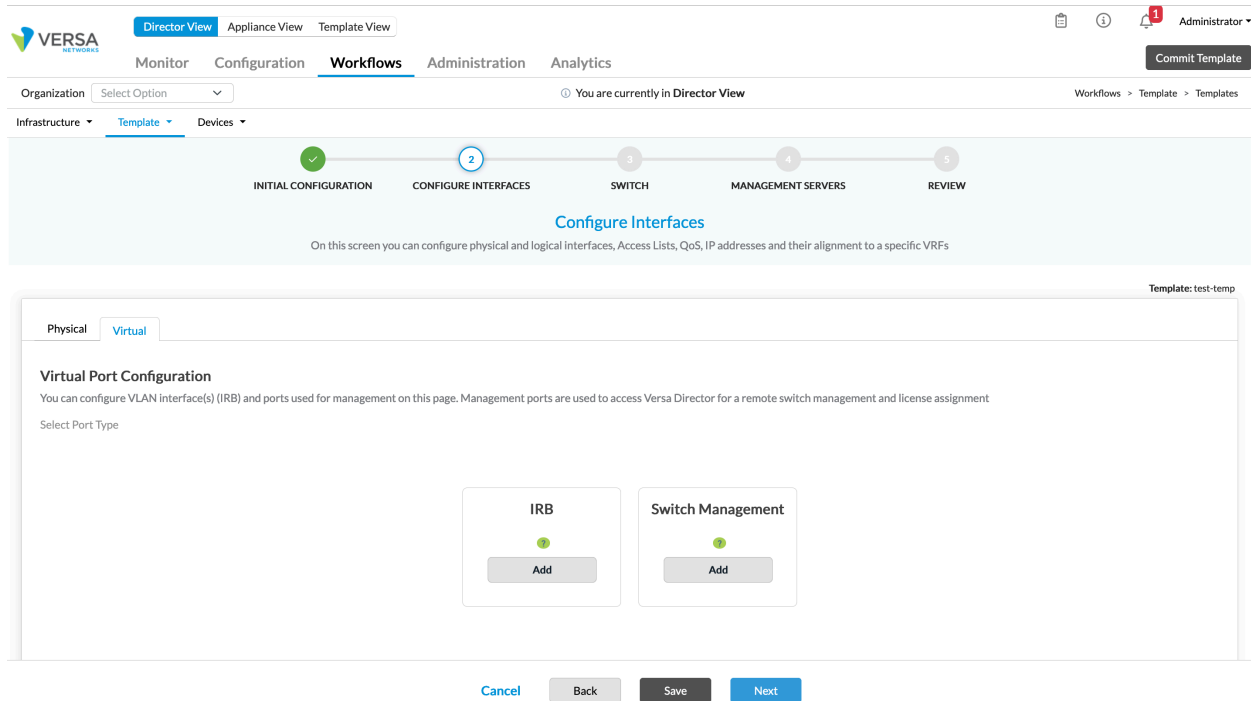 VERSA
NETWORKS
Director View Appliance View Template View
1
Administrator
Monitor Configuration Workflows Administration Analytics
Commit Template
Organization Select Option
You are currently in Director View
Workflows > Template > Templates
Infrastructure Template Devices
2 3 4 5
INITIAL CONFIGURATION CONFIGURE INTERFACES SWITCH MANAGEMENT SERVERS REVIEW
Configure Interfaces
On this screen you can configure physical and logical interfaces, Access Lists, QoS, IP addresses and their alignment to a specific VRFs
Template: test-temp
Physical Virtual
Virtual Port Configuration
You can configure VLAN interface(s) (IRB) and ports used for management on this page. Management ports are used to access Versa Director for a remote switch management and license assignment
Select Port Type
IRB Switch Management
? ?
Add Add
Cancel Back Save Next